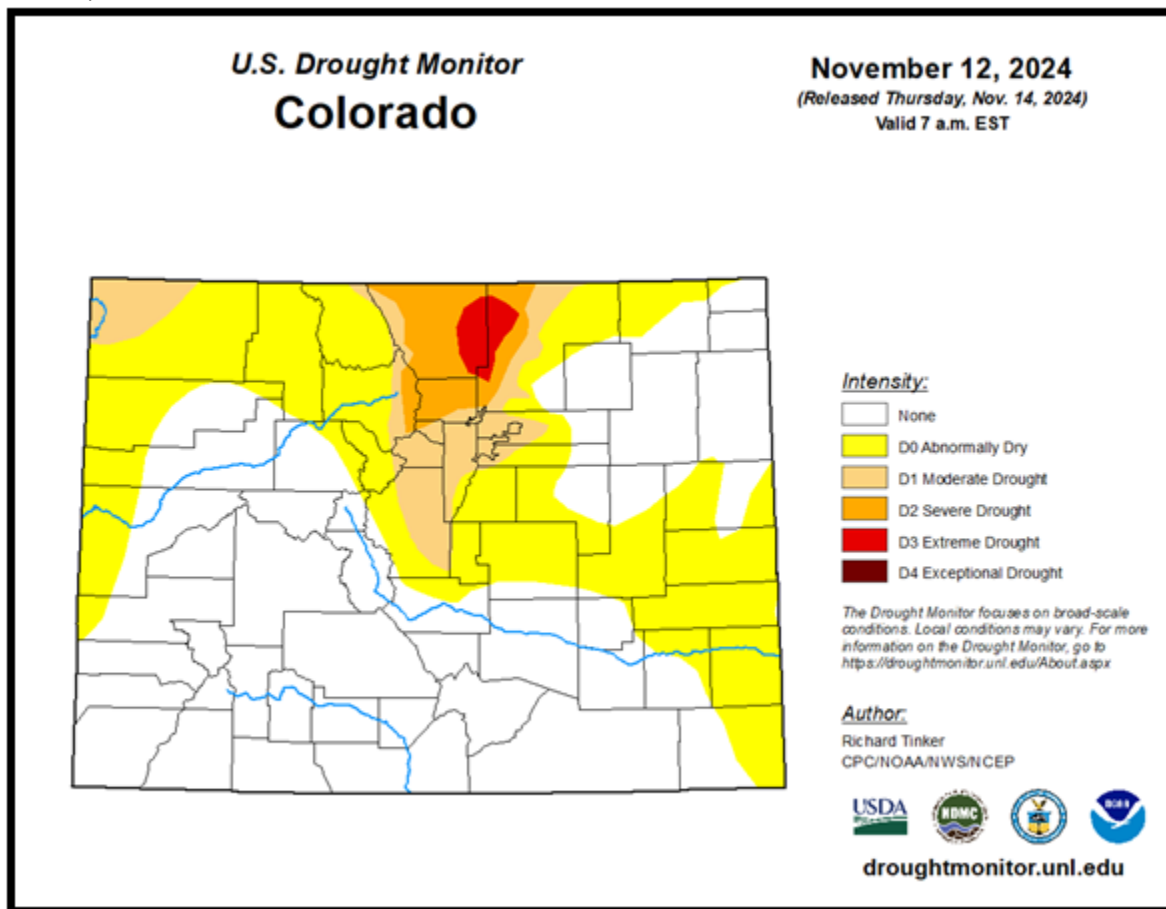 U.S. Drought Monitor
Colorado
November 12, 2024
(Released Thursday, Nov. 14, 2024)
Valid 7 a.m. EST
Intensity:
None
D0 Abnormally Dry
D1 Moderate Drought
D2 Severe Drought
D3 Extreme Drought
D4 Exceptional Drought
The Drought Monitor focuses on broad-scale
conditions. Local conditions may vary. For more
information on the Drought Monitor, go to
https://droughtmonitor.unl.edu/About.aspx
Author:
Richard Tinker
CPC/NOAA/NWS/NCEP
USDA
NDMC
NOAA
droughtmonitor.unl.edu